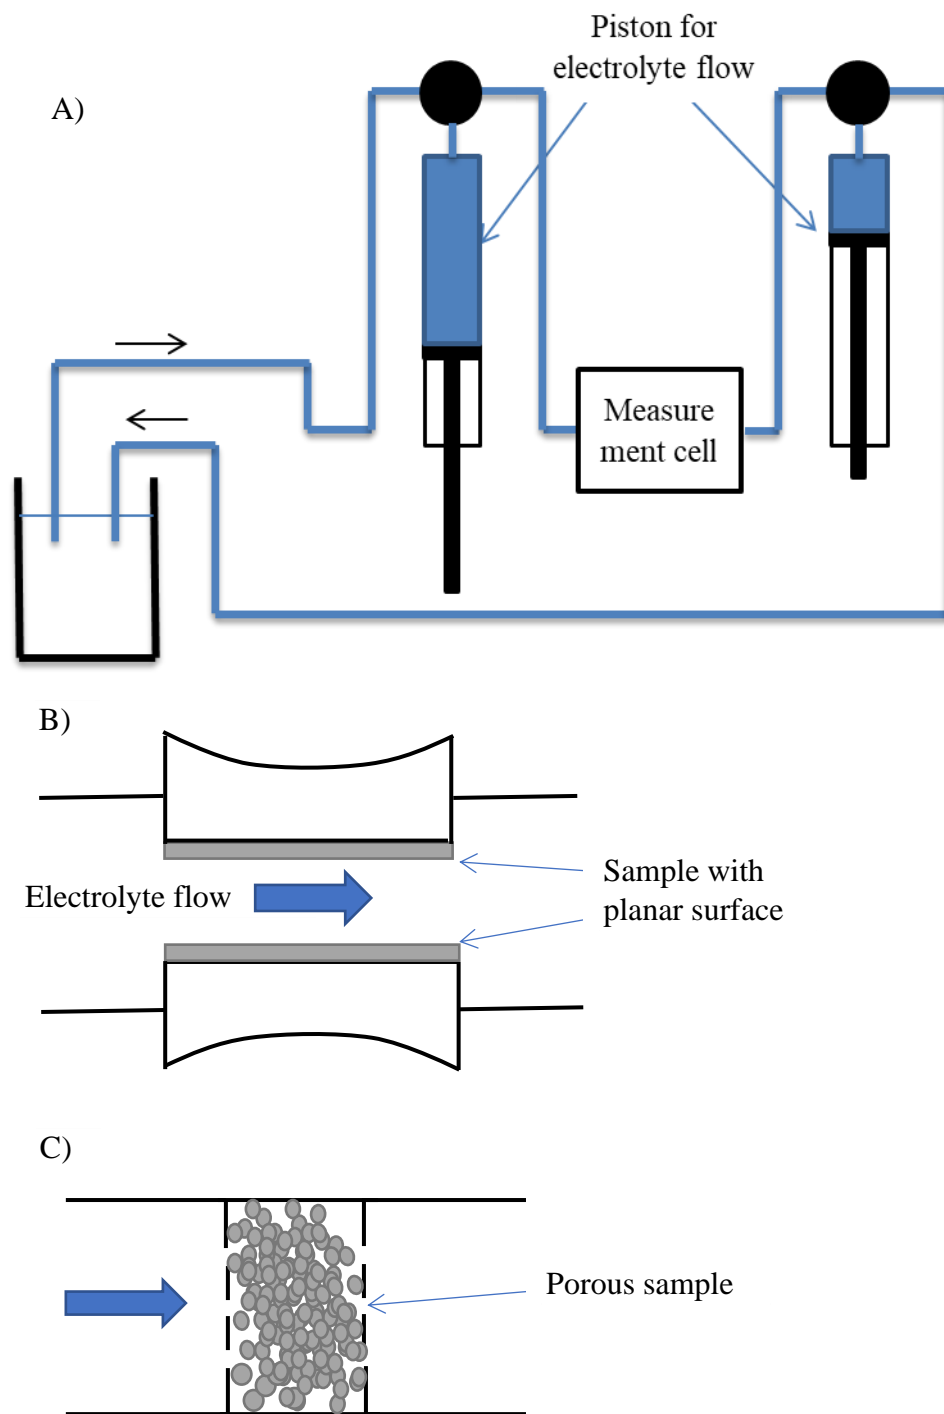 Piston for
electrolyte flow
A)
Measure
ment cell
B)
Electrolyte flow
Sample with
planar surface
C)
Porous sample